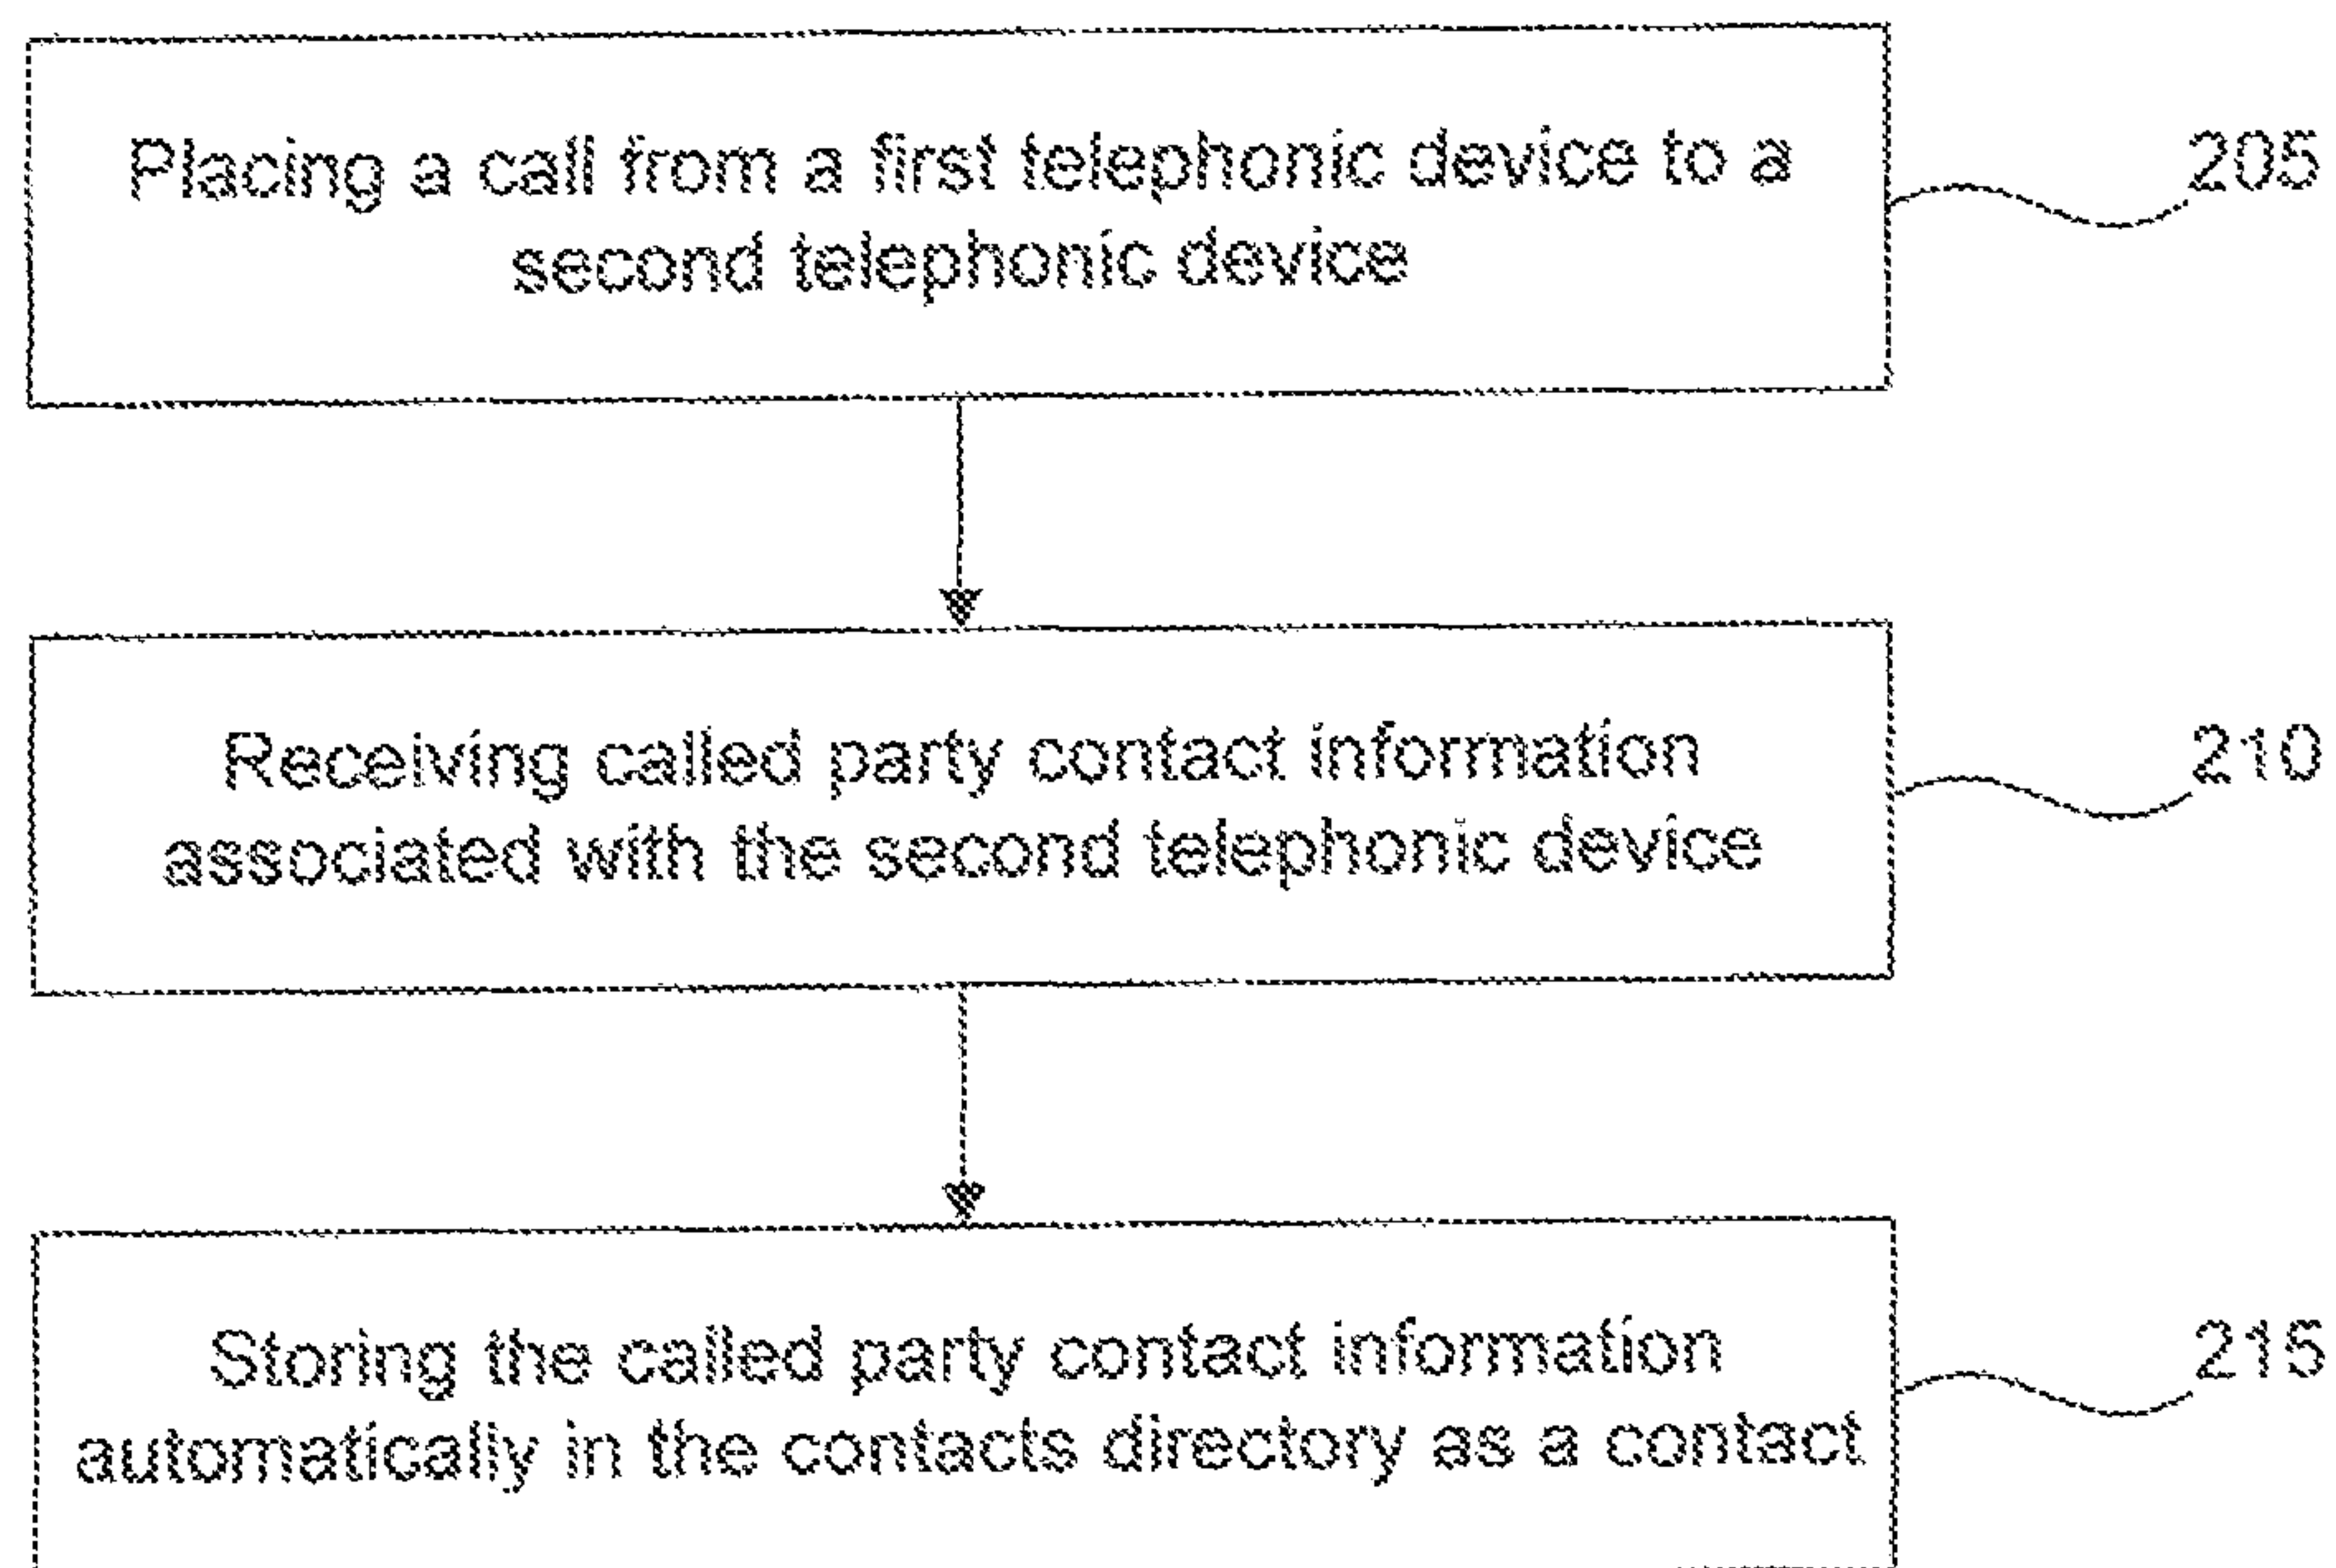 Placing a call from a first telephonic device to a
second telephonic device
205
Receiving called party contact information
associated with the second telephonic device
210
Storing the called party contact information
automatically in the contacts directory as a contact
215